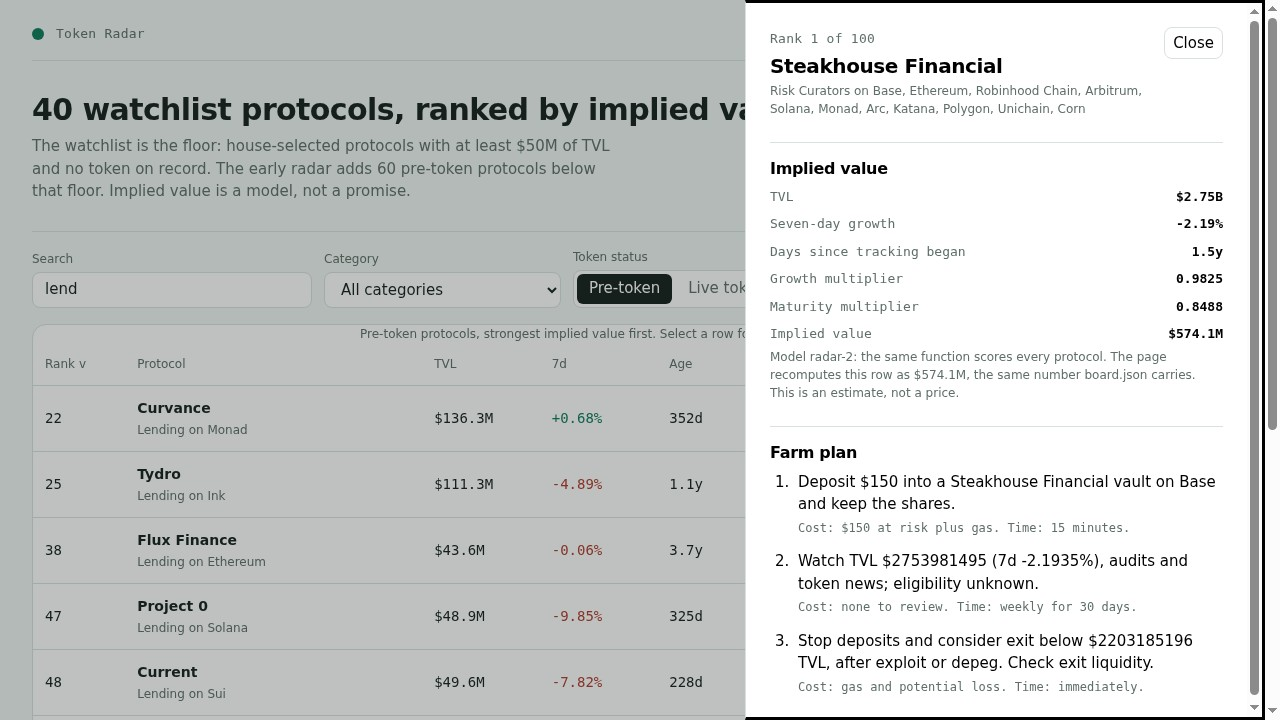 Token Radar
40 watchlist protocols, ranked by implied va
The watchlist is the floor: house-selected protocols with at least $50M of TVL
and no token on record. The early radar adds 60 pre-token protocols below
that floor. Implied value is a model, not a promise.
Search
Category
Token status
lend
All categories
Pre-token
Live tok
Pre-token protocols, strongest implied value first. Select a row fo
Rank v Protocol TVL 7d Age
22 Curvance $136.3M +0.68% 352d
Lending on Monad
25 Tydro $111.3M -4.89% 1.1y
Lending on Ink
38 Flux Finance $43.6M -0.06% 3.7y
Lending on Ethereum
47 Project 0 $48.9M -9.85% 325d
Lending on Solana
48 Current $49.6M -7.82% 228d
Lending on Sui
Rank 1 of 100
Close
Steakhouse Financial
Risk Curators on Base, Ethereum, Robinhood Chain, Arbitrum,
Solana, Monad, Arc, Katana, Polygon, Unichain, Corn
Implied value
TVL $2.75B
Seven-day growth -2.19%
Days since tracking began 1.5y
Growth multiplier 0.9825
Maturity multiplier 0.8488
Implied value $574.1M
Model radar-2: the same function scores every protocol. The page
recomputes this row as $574.1M, the same number board.json carries.
This is an estimate, not a price.
Farm plan
1. Deposit $150 into a Steakhouse Financial vault on Base
and keep the shares.
Cost: $150 at risk plus gas. Time: 15 minutes.
2. Watch TVL $2753981495 (7d -2.1935%), audits and
token news; eligibility unknown.
Cost: none to review. Time: weekly for 30 days.
3. Stop deposits and consider exit below $2203185196
TVL, after exploit or depeg. Check exit liquidity.
Cost: gas and potential loss. Time: immediately.